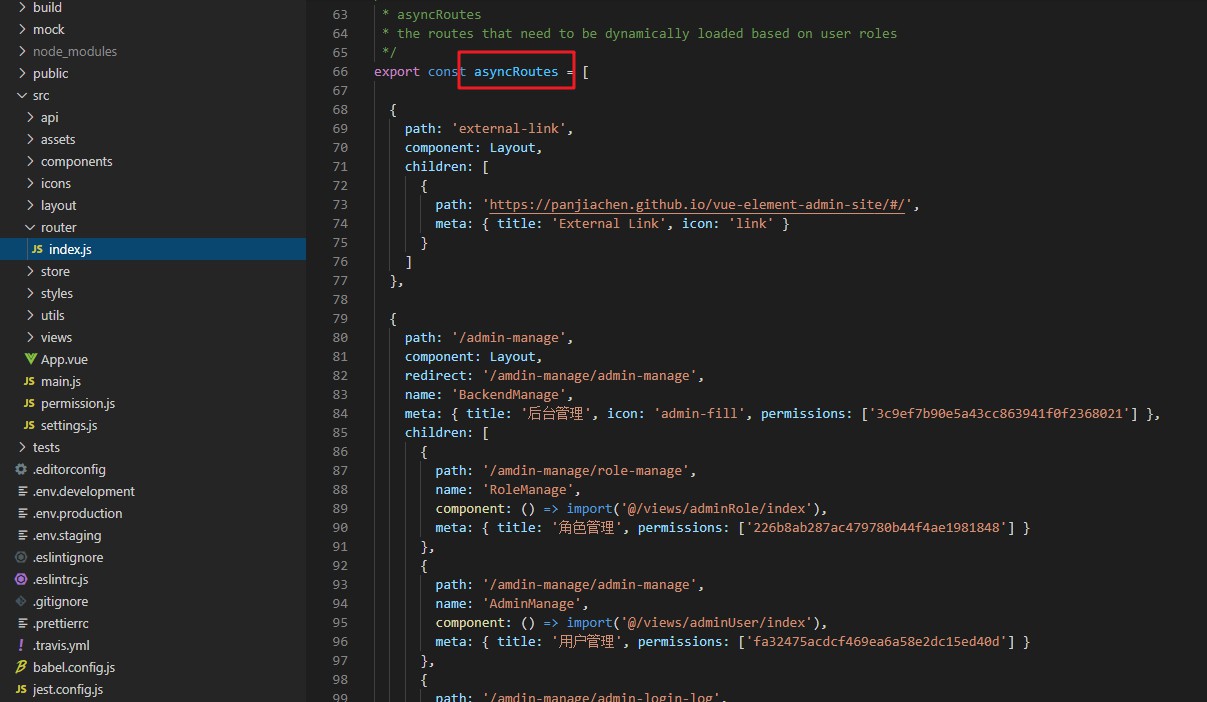 build
mock
node_modules
public
src
api
assets
components
icons
layout
router
JS index.js
store
styles
utils
views
App.vue
JS main.js
JS permission.js
JS settings.js
tests
.editorconfig
.env.development
.env.production
.env.staging
.eslintignore
.eslintrc.js
.gitignore
.prettierrc
! .travis.yml
babel.config.js
JS jest.config.js
63 * asyncRoutes
64 * the routes that need to be dynamically loaded based on user roles
65 */
66 export const asyncRoutes = [
67
68 {
69 path: 'external-link',
70 component: Layout,
71 children: [
72 {
73 path: 'https://panjiachen.github.io/vue-element-admin-site/#/',
74 meta: { title: 'External Link', icon: 'link' }
75 }
76 ]
77 },
78
79 {
80 path: '/admin-manage',
81 component: Layout,
82 redirect: '/amdin-manage/admin-manage',
83 name: 'BackendManage',
84 meta: { title: '后台管理', icon: 'admin-fill', permissions: ['3c9ef7b90e5a43cc863941f0f2368021'] },
85 children: [
86 {
87 path: '/amdin-manage/role-manage',
88 name: 'RoleManage',
89 component: () => import('@/views/adminRole/index'),
90 meta: { title: '角色管理', permissions: ['226b8ab287ac479780b44f4ae1981848'] }
91 },
92 {
93 path: '/amdin-manage/admin-manage',
94 name: 'AdminManage',
95 component: () => import('@/views/adminUser/index'),
96 meta: { title: '用户管理', permissions: ['fa32475acdcf469ea6a58e2dc15ed40d'] }
97 },
98 {
99 path: '/amdin-manage/admin-login-log',